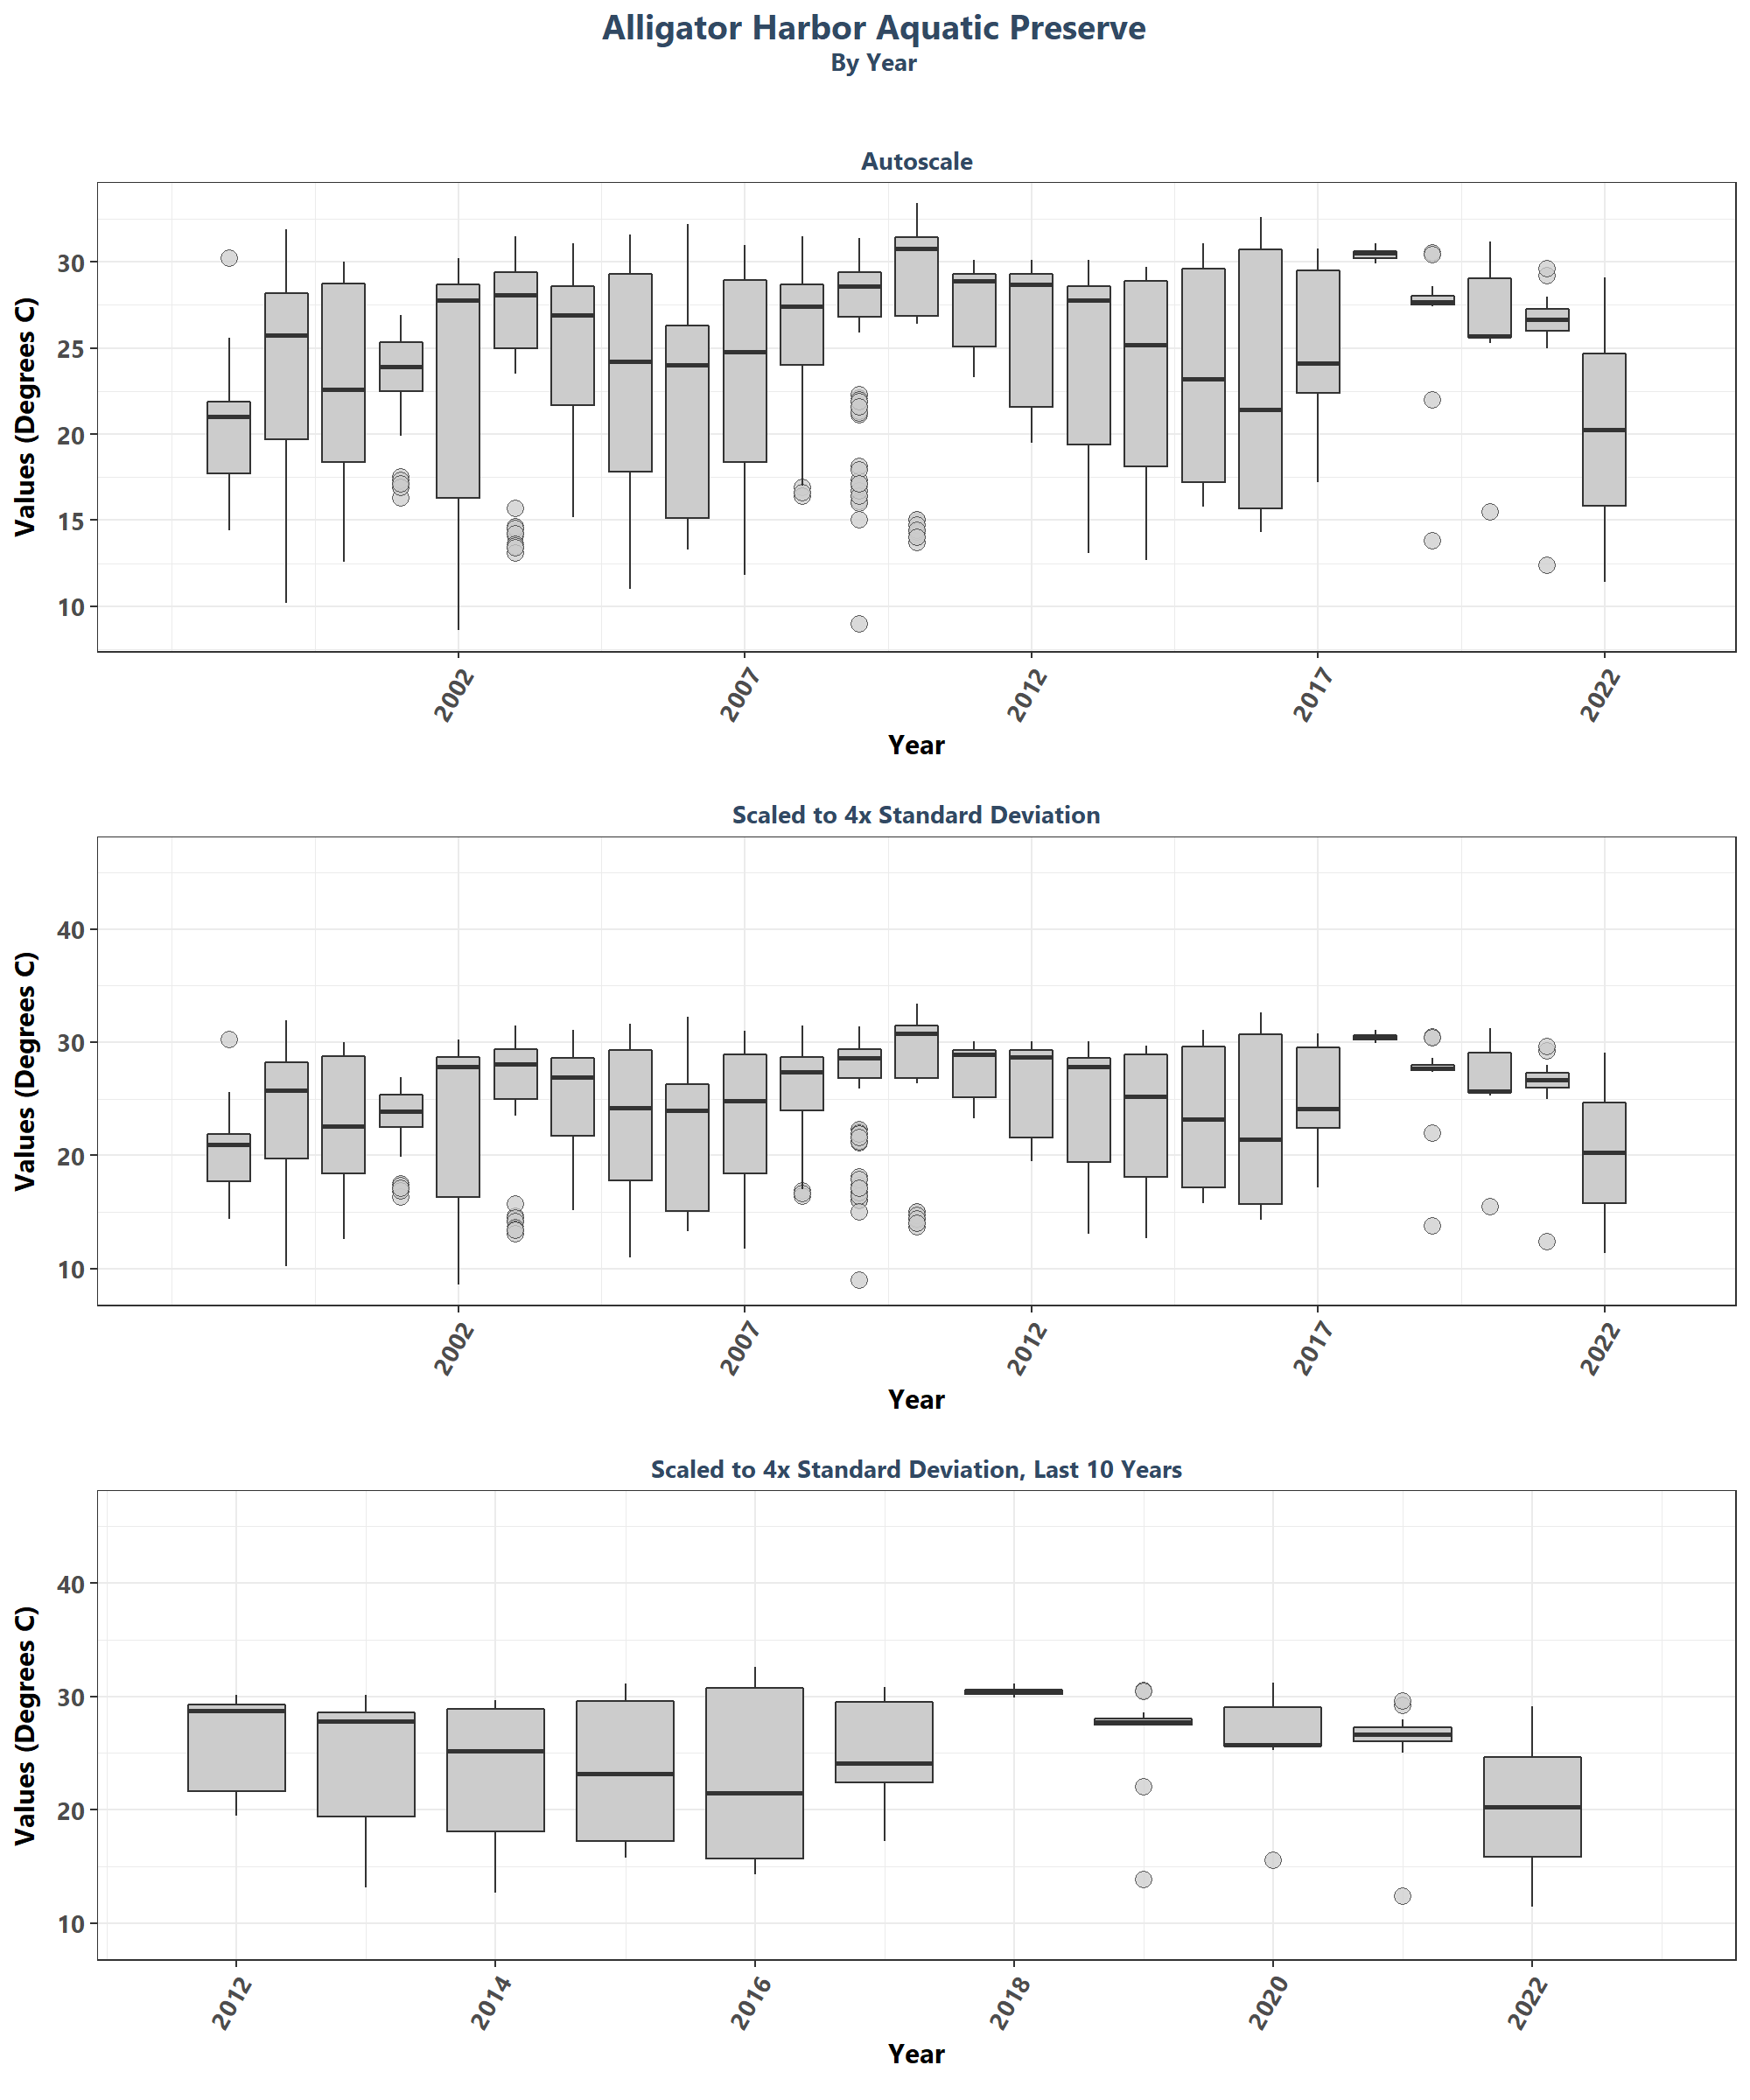 Alligator Harbor Aquatic Preserve
By Year
Autoscale
Values (Degrees C)
30
25
20
15
10
2002 2007 2012 2017 2022
Year
Scaled to 4x Standard Deviation
Values (Degrees C)
40
30
20
10
2002 2007 2012 2017 2022
Year
Scaled to 4x Standard Deviation, Last 10 Years
Values (Degrees C)
40
30
20
10
2012 2014 2016 2018 2020 2022
Year